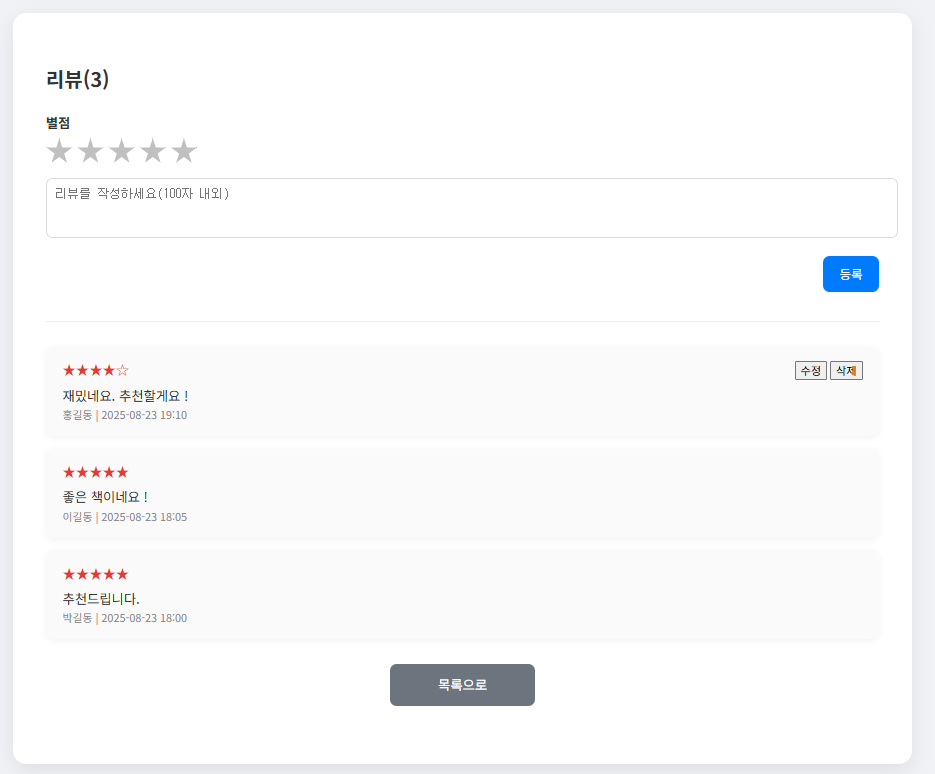 리뷰(3)
별점
★★★★★
리뷰를 작성하세요(100자 내외)
등록
★★★★☆
수정 삭제
재밌네요. 추천할게요 !
홍길동 | 2025-08-23 19:10
★★★★★
좋은 책이네요 !
이길동 | 2025-08-23 18:05
★★★★★
추천드립니다.
박길동 | 2025-08-23 18:00
목록으로